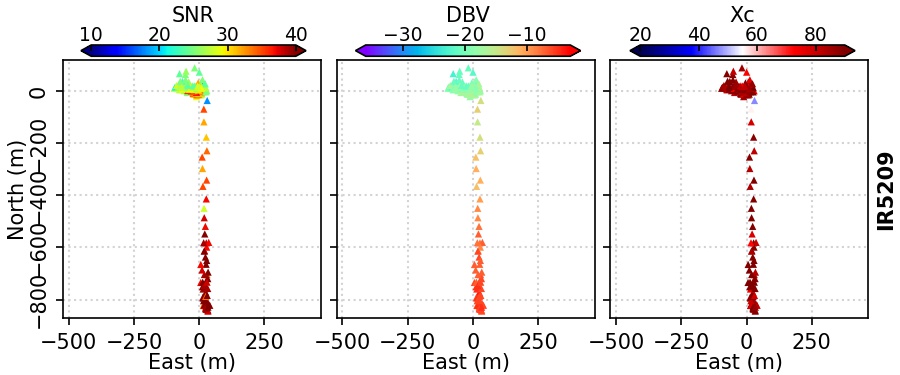 SNR DBV Xc
10 20 30 40 −30 −20 −10 20 40 60 80
North (m)
0
−200
−400
−600
−800
IR5209
−500 −250 0 250 −500 −250 0 250 −500 −250 0 250
East (m) East (m) East (m)